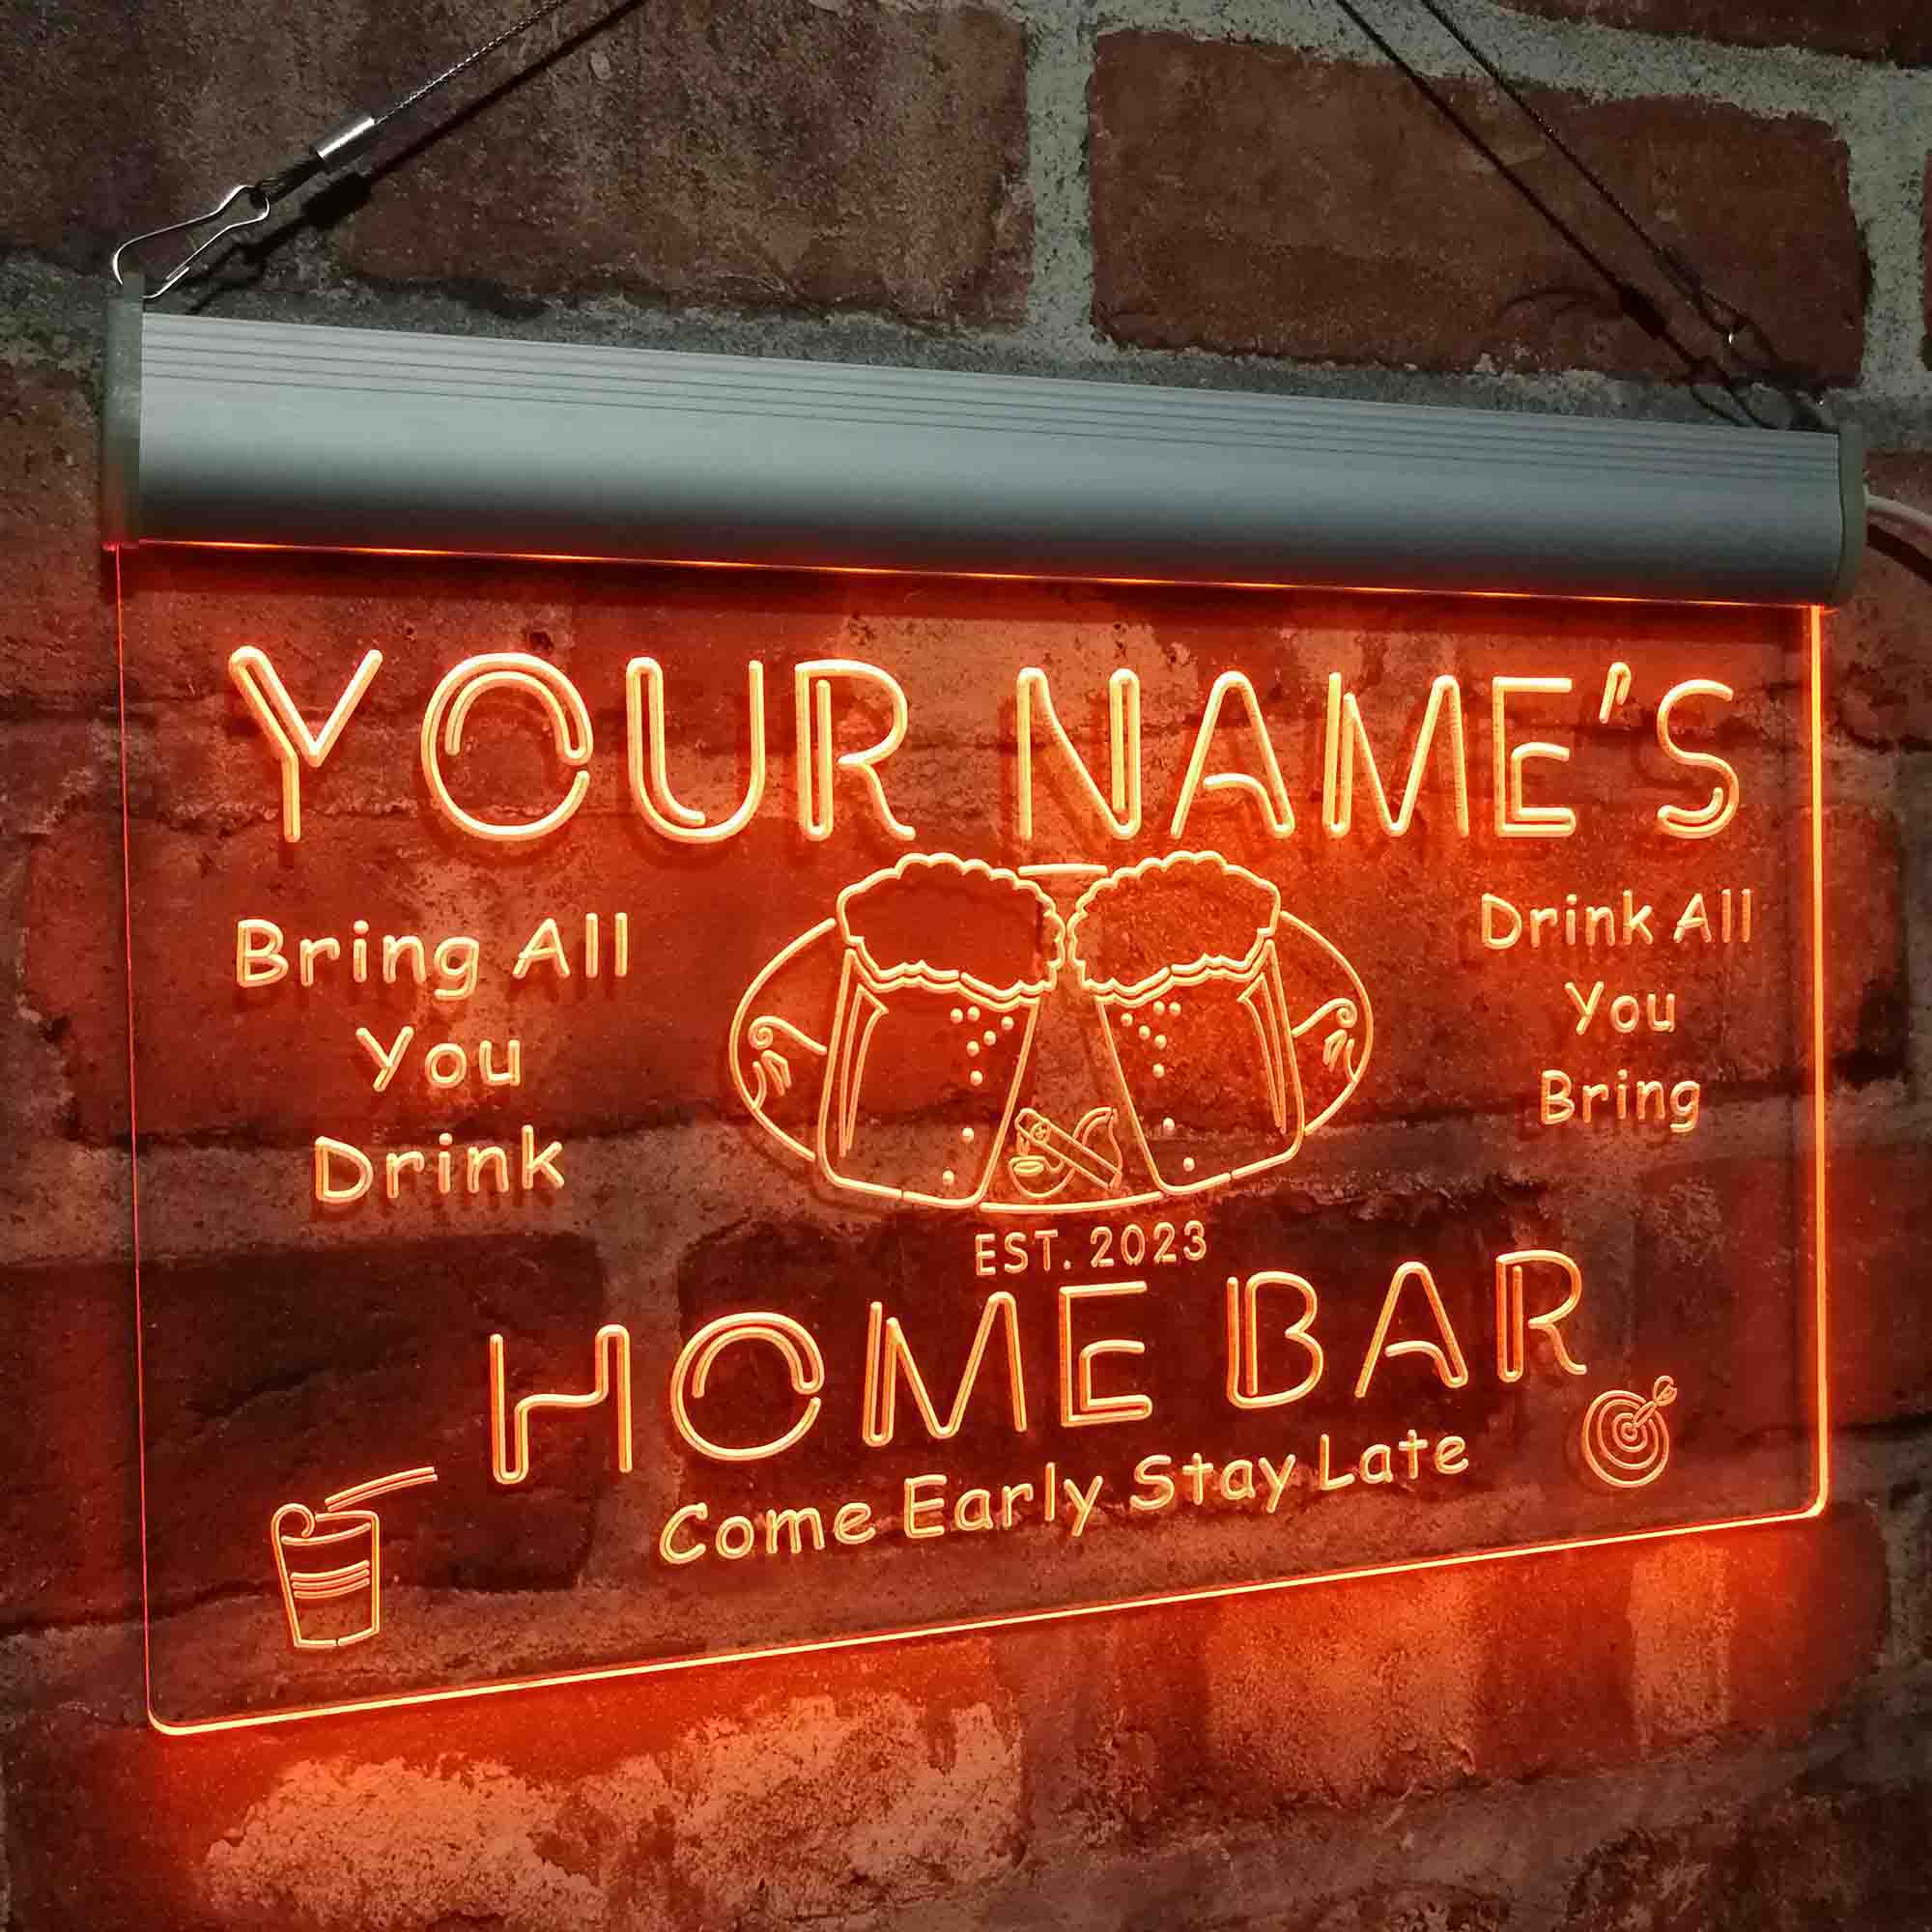 YOUR NAME'S
Bring All
You
Drink
Drink All
You
Bring
EST. 2023
HOME BAR
Come Early Stay Late